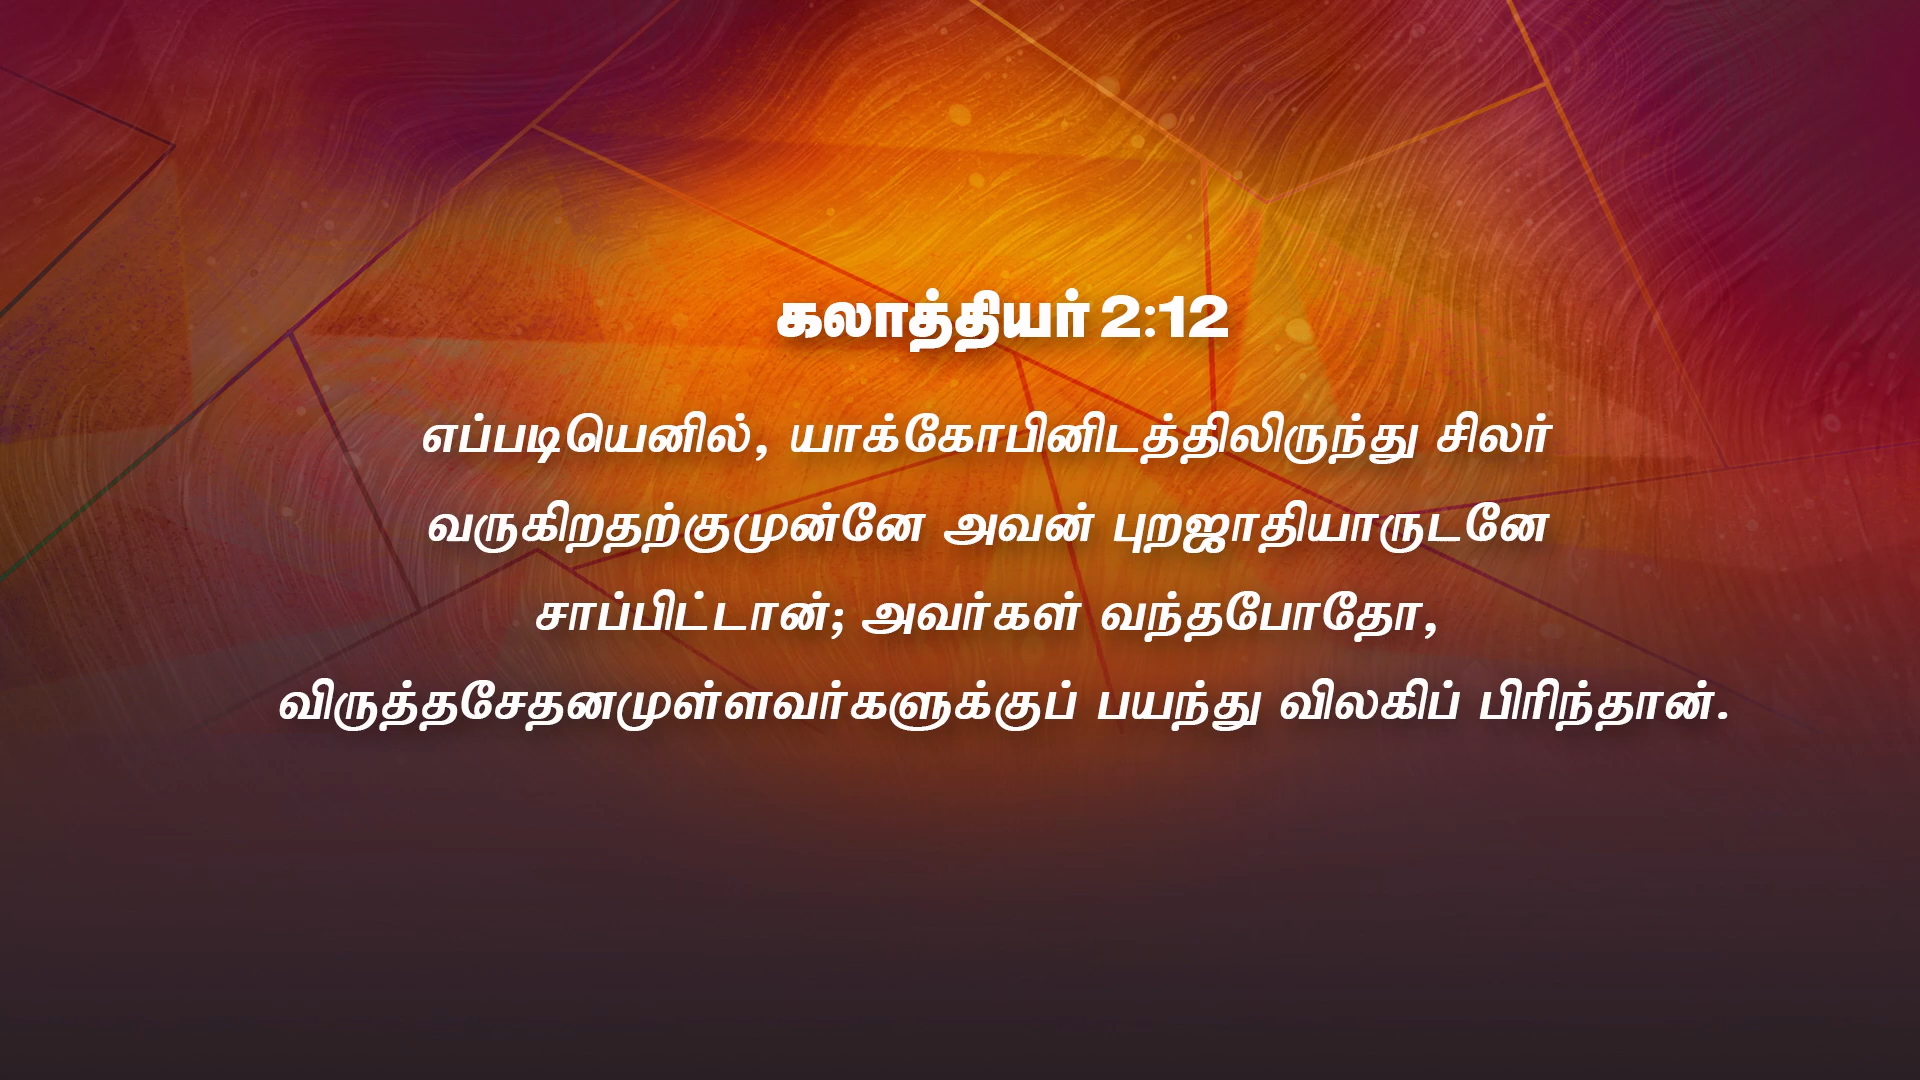 கலாத்தியர் 2:12
எப்படியெனில், யாக்கோபினிடத்திலிருந்து சிலர்
வருகிறதற்குமுன்னே அவன் புறஜாதியாருடனே
சாப்பிட்டான்; அவர்கள் வந்தபோதோ,
விருத்தசேதனமுள்ளவர்களுக்குப் பயந்து விலகிப் பிரிந்தான்.